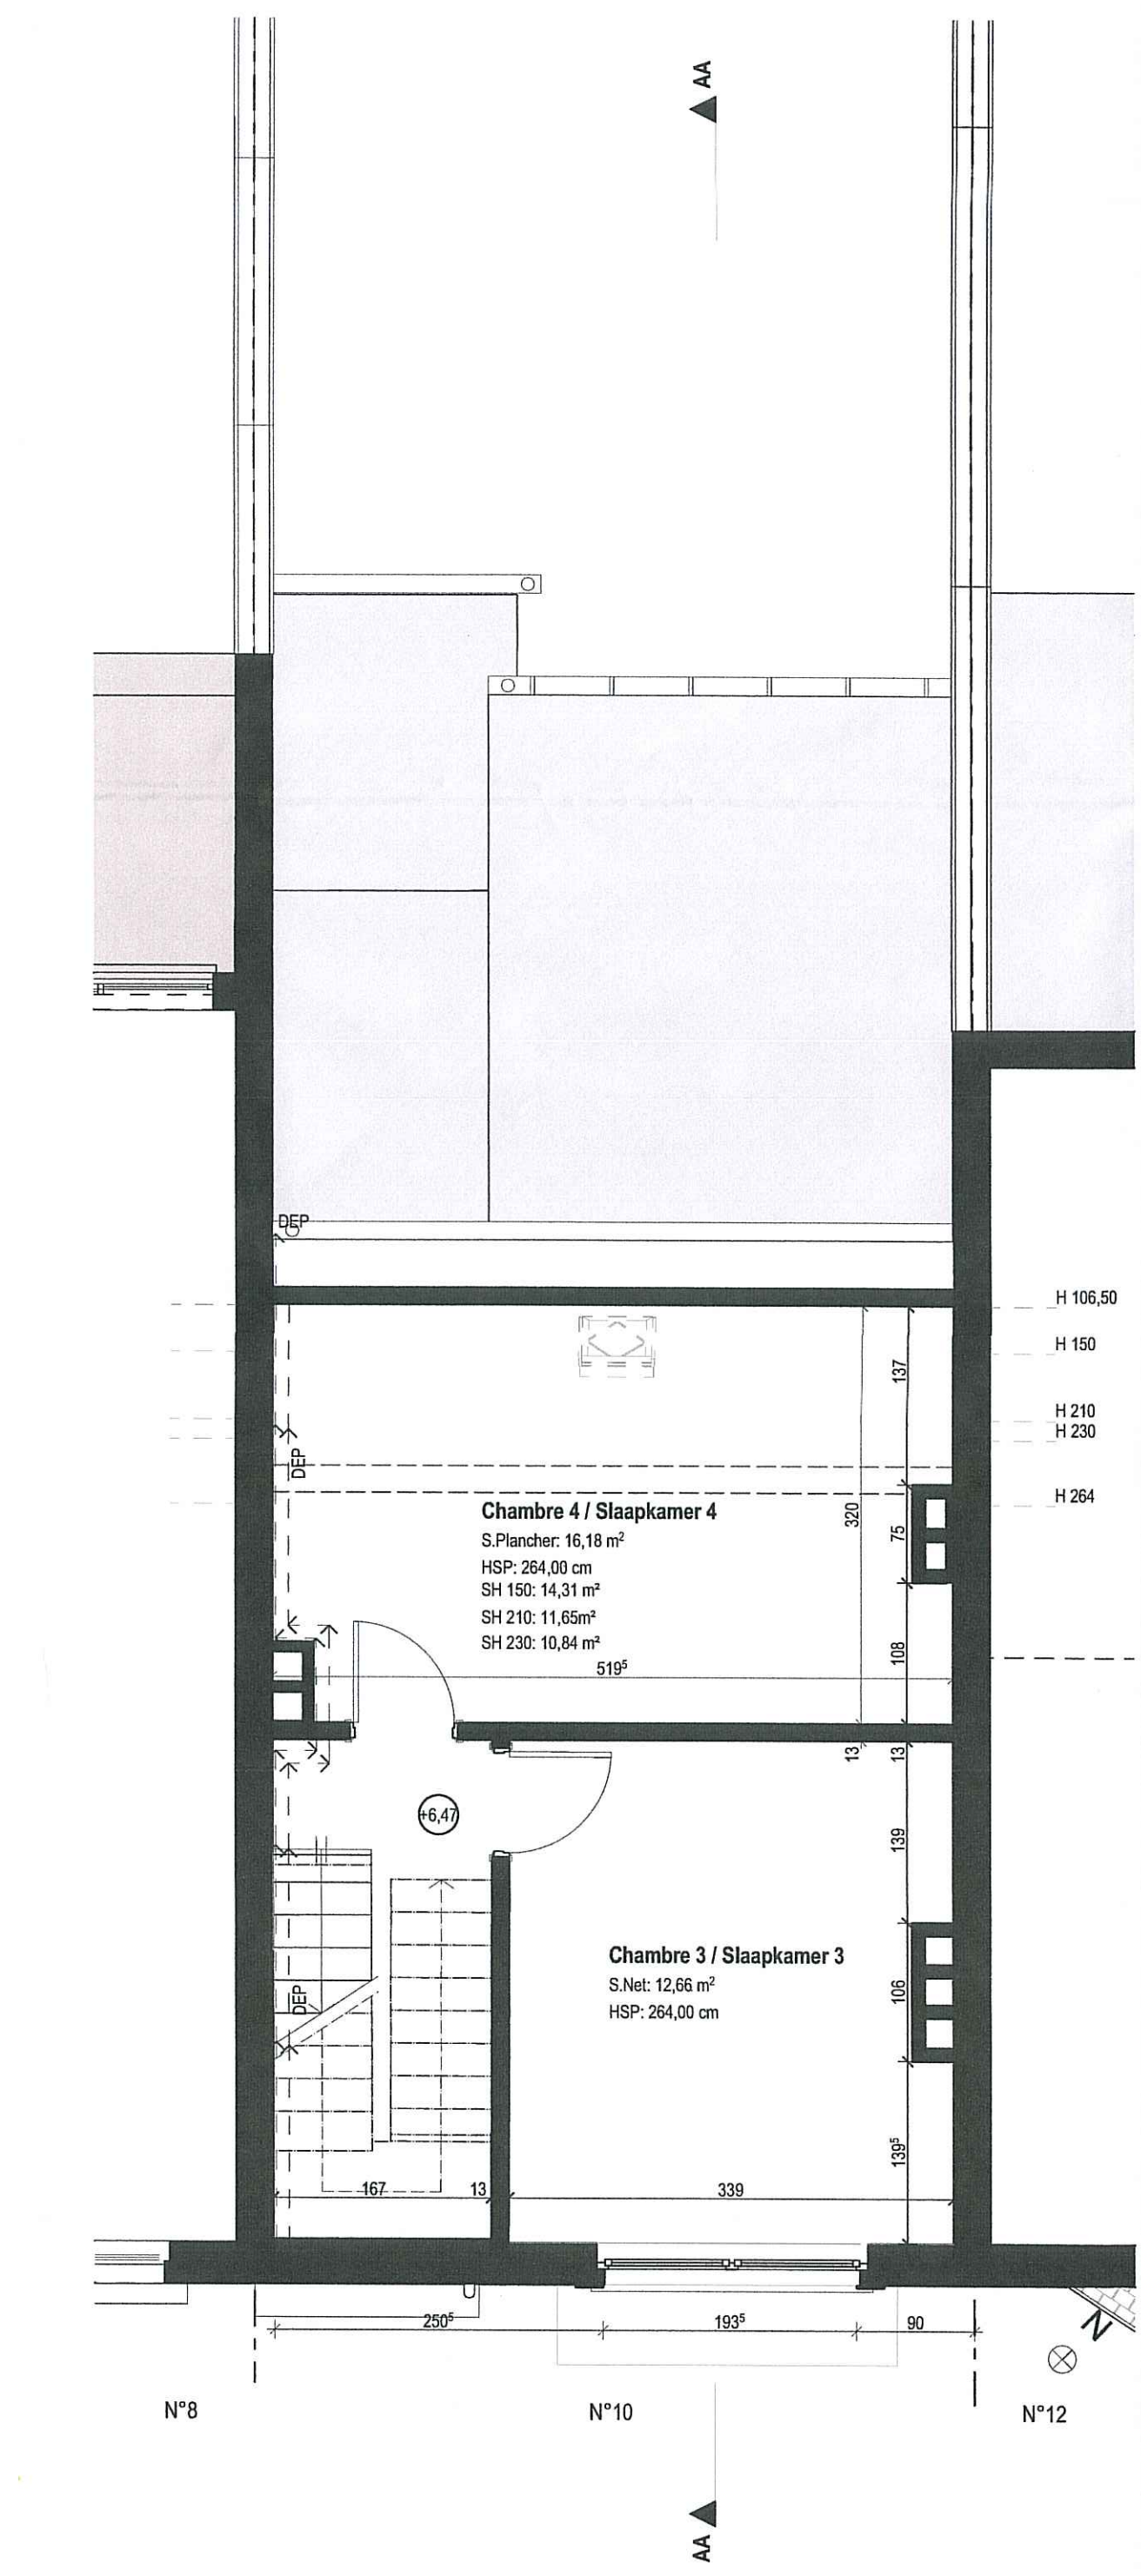 AA
DEP
H 106,50
H 150
H 210
H 230
H 264
137
DEP
320
75
Chambre 4 / Slaapkamer 4
S.Plancher: 16,18 m²
HSP: 264,00 cm
SH 150: 14,31 m²
SH 210: 11,65m²
SH 230: 10,84 m²
519⁵
108
13
13
+6,47
139
Chambre 3 / Slaapkamer 3
S.Net: 12,66 m²
HSP: 264,00 cm
106
DEP
139⁵
167
13
339
250⁵
193⁵
90
N
N°8
N°10
N°12
AA